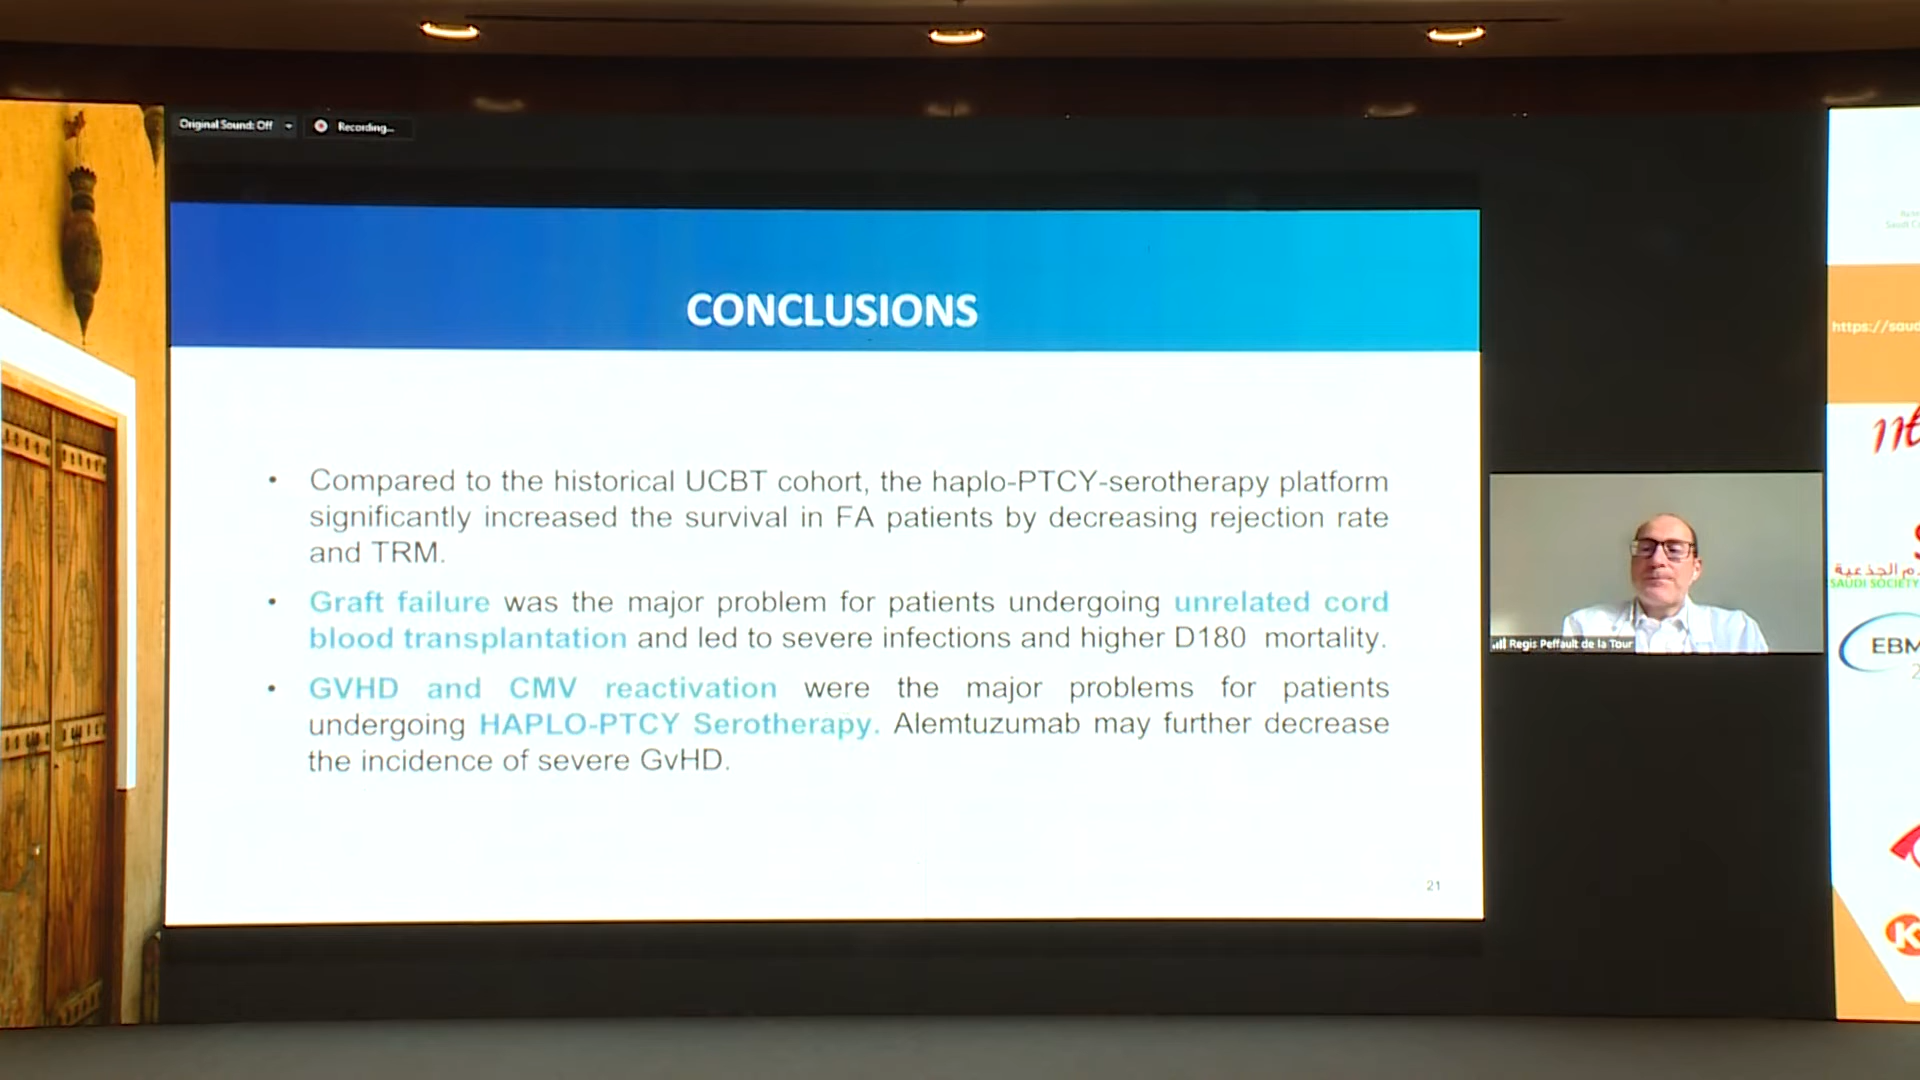 Original Sound: Off
Recording...
CONCLUSIONS
• Compared to the historical UCBT cohort, the haplo-PTCY-serotherapy platform
significantly increased the survival in FA patients by decreasing rejection rate
and TRM.
• Graft failure was the major problem for patients undergoing unrelated cord
blood transplantation and led to severe infections and higher D180 mortality.
• GVHD and CMV reactivation were the major problems for patients
undergoing HAPLO-PTCY Serotherapy. Alemtuzumab may further decrease
the incidence of severe GvHD.
21
Regis Peffault de la Tour
https://saud
SAUDI SOCIETY
EBM